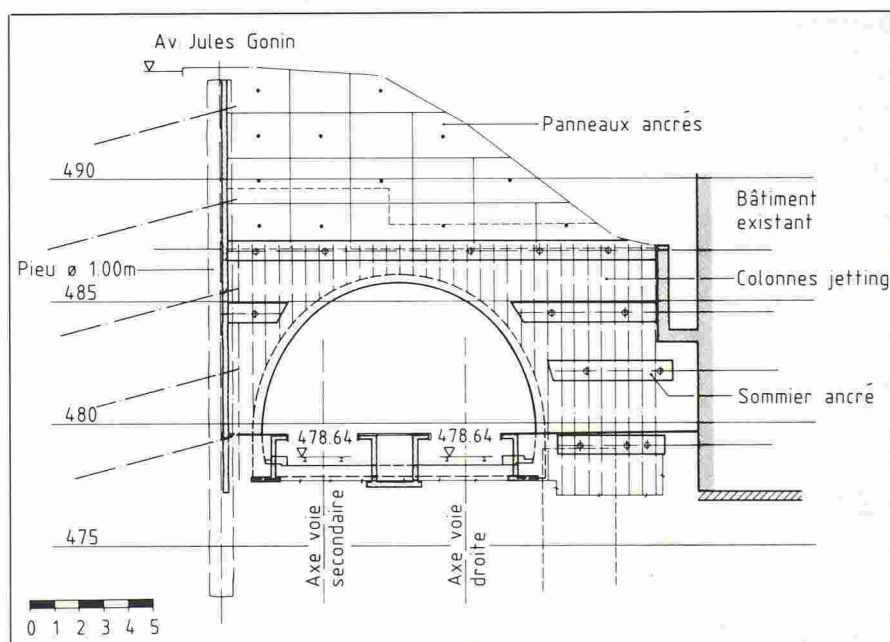 Av. Jules Gonin
Panneaux ancrés
490
Bâtiment
existant
Pieu ø 1.00m
Colonnes jetting
485
Sommier ancré
480
478.64
478.64
475
Axe voie
secondaire
Axe voie
droite
0 1 2 3 4 5